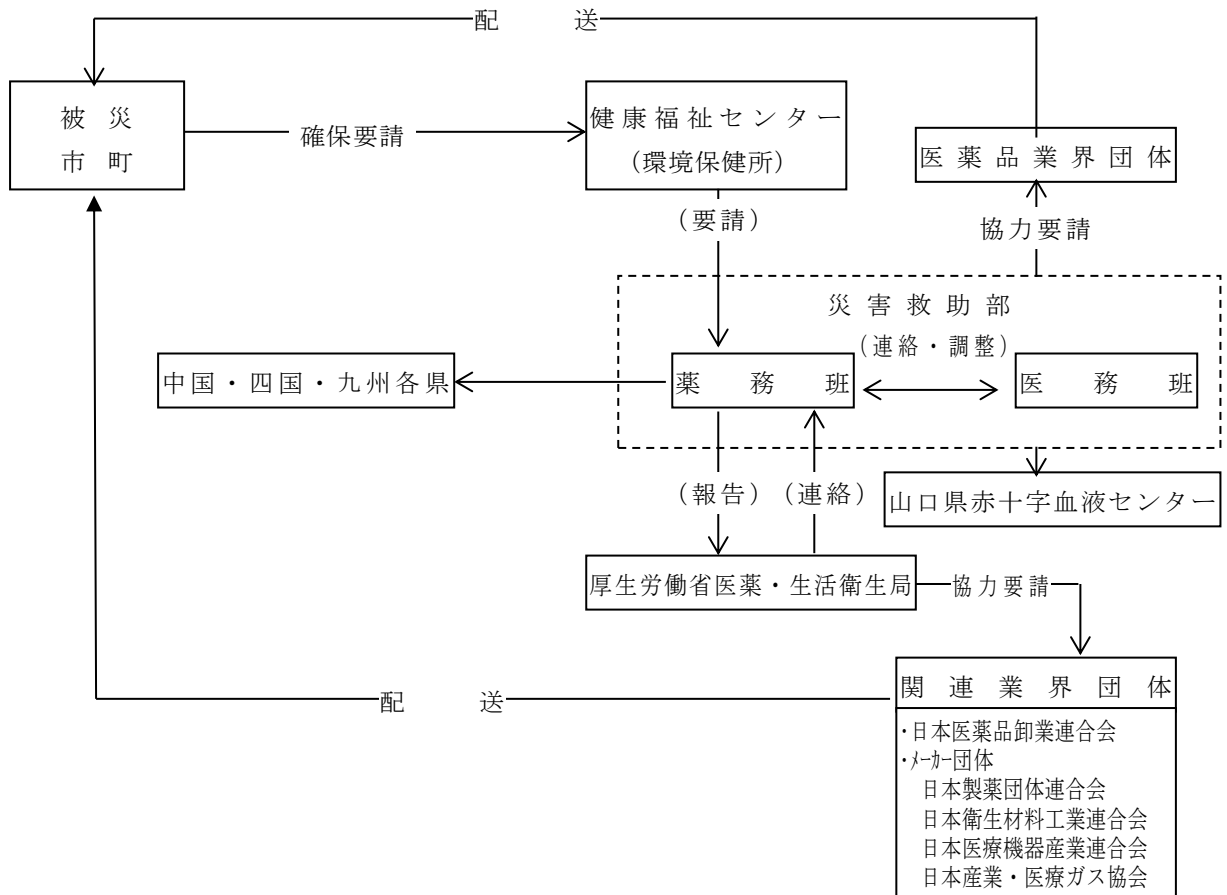 配　　送
被 災
市 町
確保要請
健康福祉センター
（環境保健所）
医薬品業界団体
（要請）
協力要請
災害救助部
（連絡・調整）
中国・四国・九州各県
薬　務　班
医　務　班
（報告）（連絡）
山口県赤十字血液センター
厚生労働省医薬・生活衛生局
協力要請
関連業界団体
配　　送
・日本医薬品卸業連合会
・メーカー団体
日本製薬団体連合会
日本衛生材料工業連合会
日本医療機器産業連合会
日本産業・医療ガス協会